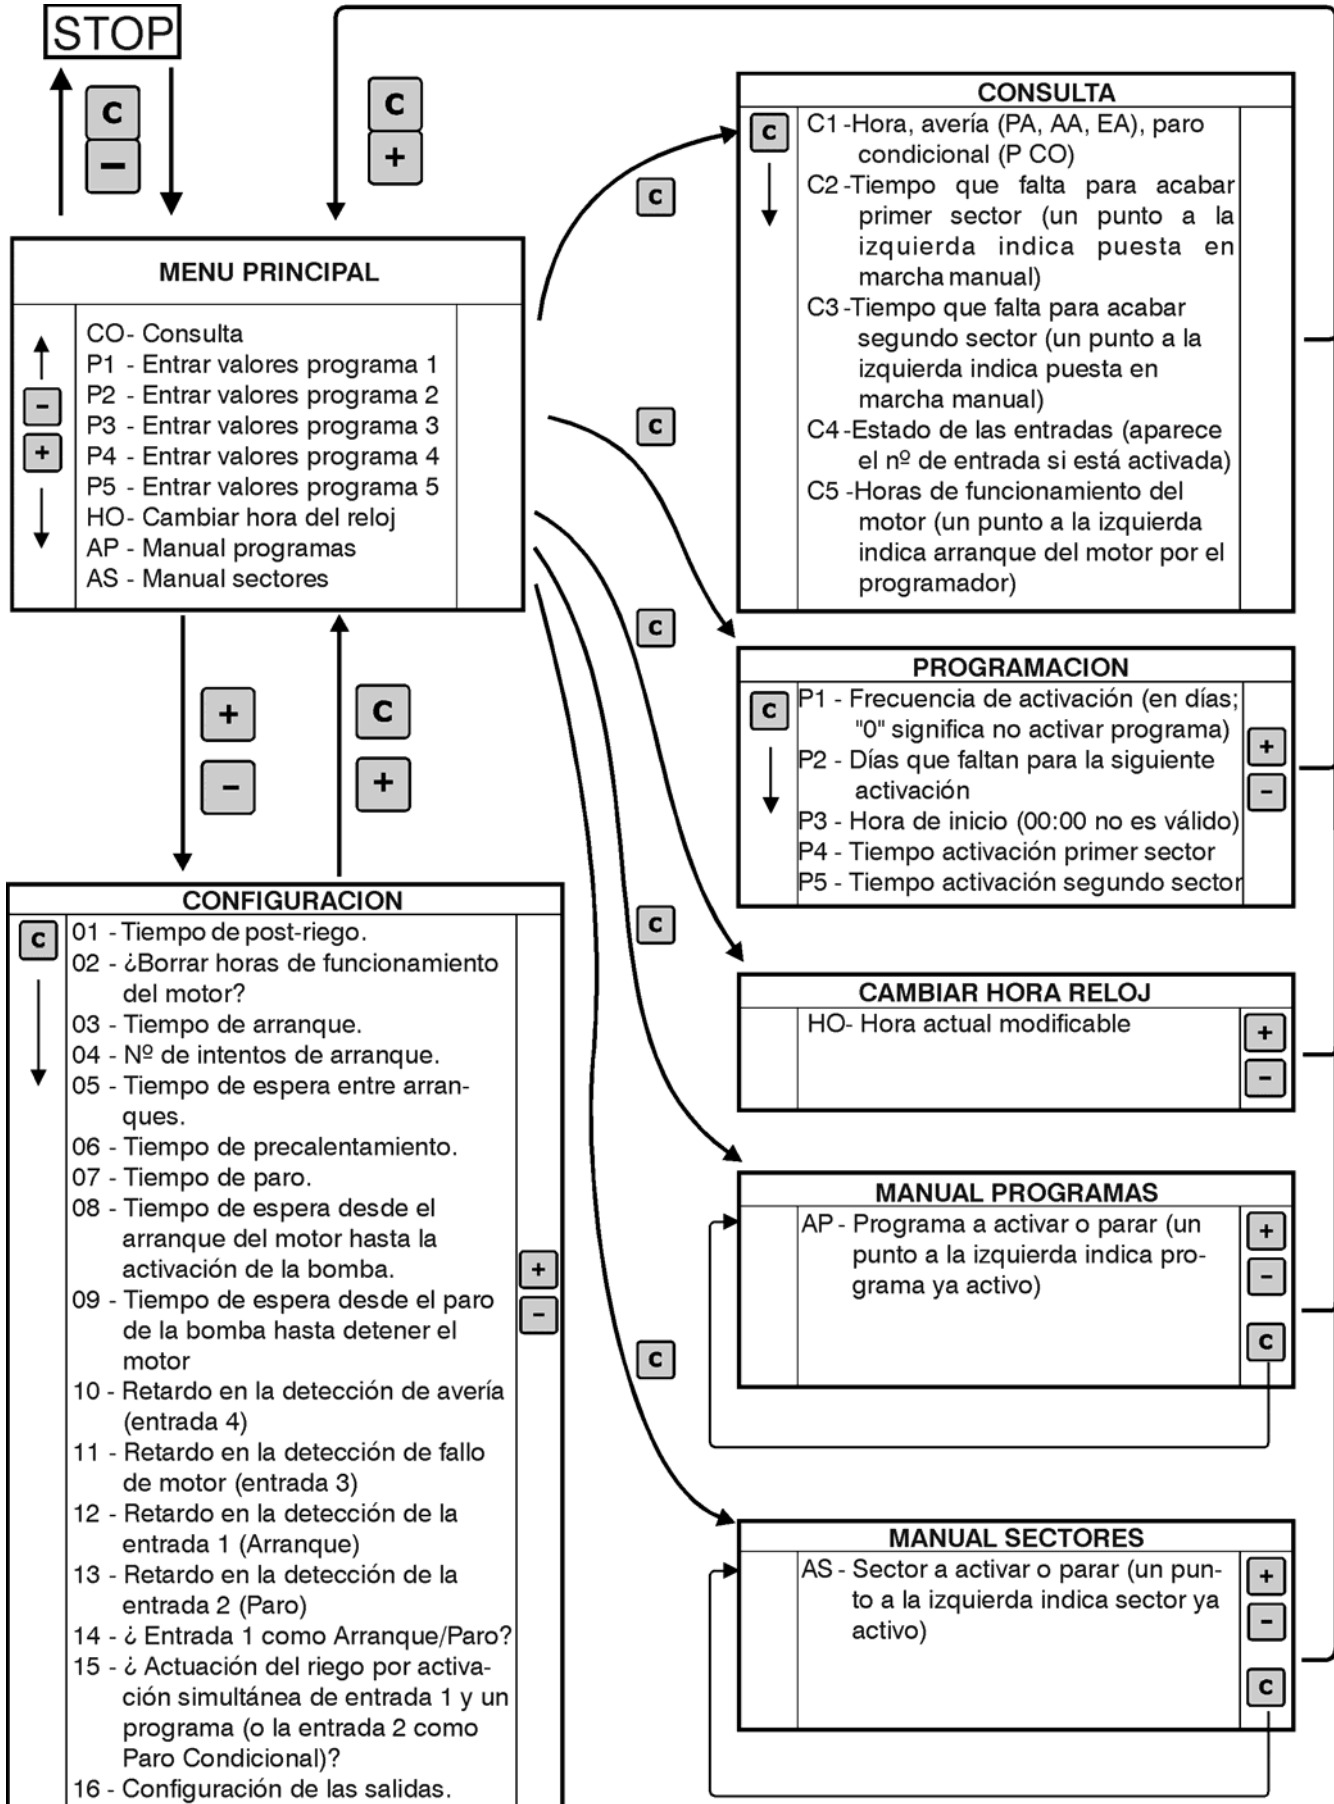 STOP
C
−
C
+
MENU PRINCIPAL
−
+
CO- Consulta
P1 - Entrar valores programa 1
P2 - Entrar valores programa 2
P3 - Entrar valores programa 3
P4 - Entrar valores programa 4
P5 - Entrar valores programa 5
HO- Cambiar hora del reloj
AP - Manual programas
AS - Manual sectores
+
−
C
+
CONFIGURACION
C
01 - Tiempo de post-riego.
02 - ¿Borrar horas de funcionamiento
del motor?
03 - Tiempo de arranque.
04 - Nº de intentos de arranque.
05 - Tiempo de espera entre arran-
ques.
06 - Tiempo de precalentamiento.
07 - Tiempo de paro.
08 - Tiempo de espera desde el
arranque del motor hasta la
activación de la bomba.
09 - Tiempo de espera desde el paro
de la bomba hasta detener el
motor
10 - Retardo en la detección de avería
(entrada 4)
11 - Retardo en la detección de fallo
de motor (entrada 3)
12 - Retardo en la detección de la
entrada 1 (Arranque)
13 - Retardo en la detección de la
entrada 2 (Paro)
14 - ¿ Entrada 1 como Arranque/Paro?
15 - ¿ Actuación del riego por activa-
ción simultánea de entrada 1 y un
programa (o la entrada 2 como
Paro Condicional)?
16 - Configuración de las salidas.
+
−
C
C
C
C
C
CONSULTA
C
C1 -Hora, avería (PA, AA, EA), paro
condicional (P CO)
C2 -Tiempo que falta para acabar
primer sector (un punto a la
izquierda indica puesta en
marcha manual)
C3 -Tiempo que falta para acabar
segundo sector (un punto a la
izquierda indica puesta en
marcha manual)
C4 -Estado de las entradas (aparece
el nº de entrada si está activada)
C5 -Horas de funcionamiento del
motor (un punto a la izquierda
indica arranque del motor por el
programador)
PROGRAMACION
C
P1 - Frecuencia de activación (en días;
"0" significa no activar programa)
P2 - Días que faltan para la siguiente
activación
P3 - Hora de inicio (00:00 no es válido)
P4 - Tiempo activación primer sector
P5 - Tiempo activación segundo sector
+
−
CAMBIAR HORA RELOJ
HO- Hora actual modificable
+
−
MANUAL PROGRAMAS
AP - Programa a activar o parar (un
punto a la izquierda indica pro-
grama ya activo)
+
−
C
MANUAL SECTORES
AS - Sector a activar o parar (un pun-
to a la izquierda indica sector ya
activo)
+
−
C